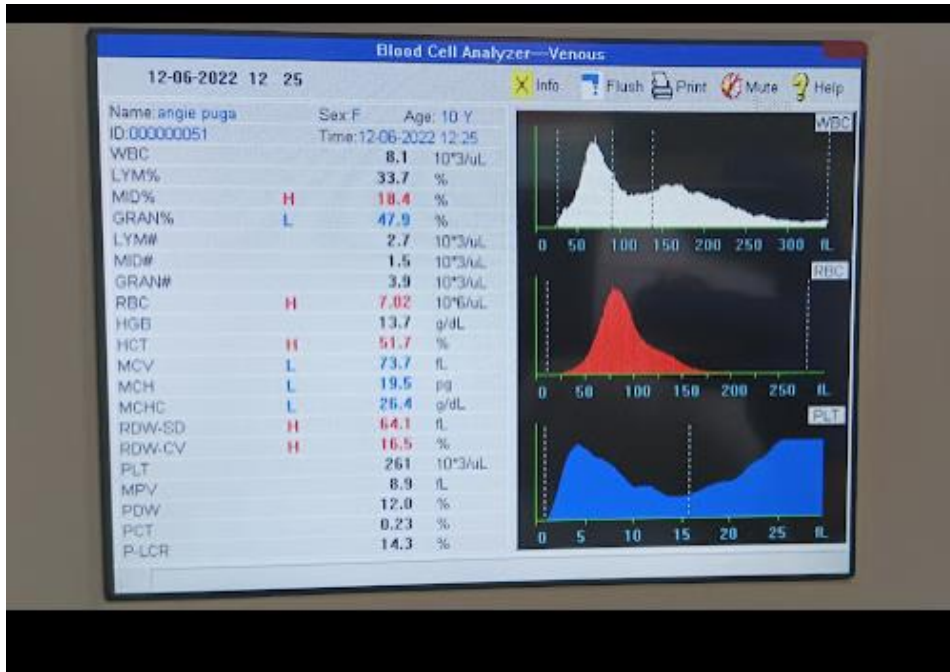 Blood Cell Analyzer—Venous
12-06-2022 12 25
Info Flush Print Mute Help
Name:angie puga Sex:F Age: 10 Y
ID:000000051 Time:12-06-2022 12:25
WBC 8.1 10*3/uL
LYM% 33.7 %
MID% H 18.4 %
GRAN% L 47.9 %
LYM# 2.7 10*3/uL
MID# 1.5 10*3/uL
GRAN# 3.9 10*3/uL
RBC H 7.02 10*6/uL
HGB 13.7 g/dL
HCT H 51.7 %
MCV L 73.7 fL
MCH L 19.5 pg
MCHC L 26.4 g/dL
RDW-SD H 64.1 fL
RDW-CV H 16.5 %
PLT 261 10*3/uL
MPV 8.9 fL
PDW 12.0 %
PCT 0.23 %
P-LCR 14.3 %
WBC
0 50 100 150 200 250 300 fL
RBC
0 50 100 150 200 250 fL
PLT
0 5 10 15 20 25 fL